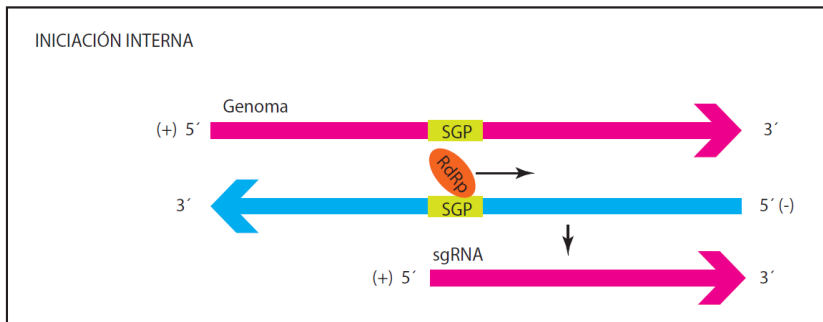 INICIACIÓN INTERNA
Genoma
(+) 5´ SGP 3´
RdRp
3´ SGP 5´ (-)
sgRNA
(+) 5´ 3´